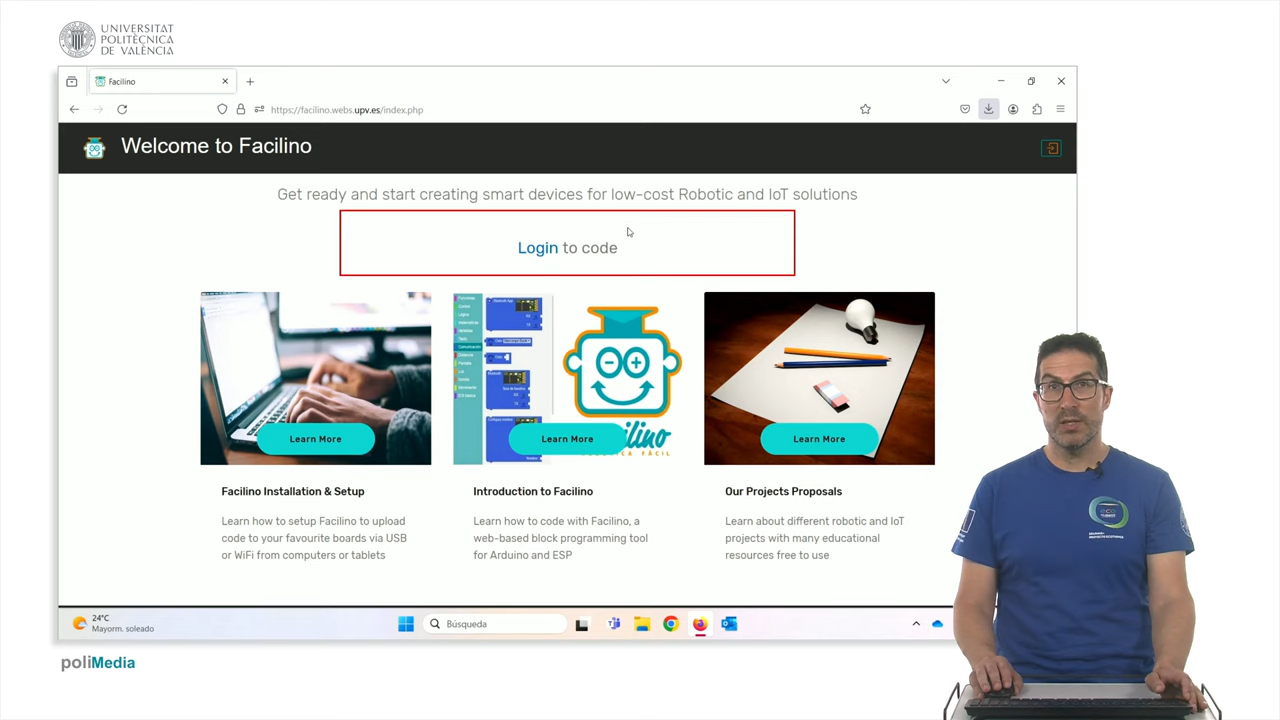 UNIVERSITAT
POLITÈCNICA
DE VALÈNCIA
Facilino
https://facilino.webs.upv.es/index.php
Welcome to Facilino
Get ready and start creating smart devices for low-cost Robotic and IoT solutions
Login to code
Learn More
Learn More
Learn More
Facilino Installation & Setup
Learn how to setup Facilino to upload
code to your favourite boards via USB
or WiFi from computers or tablets
Introduction to Facilino
Learn how to code with Facilino, a
web-based block programming tool
for Arduino and ESP
Our Projects Proposals
Learn about different robotic and IoT
projects with many educational
resources free to use
24°C
Mayorm. soleado
Búsqueda
poliMedia